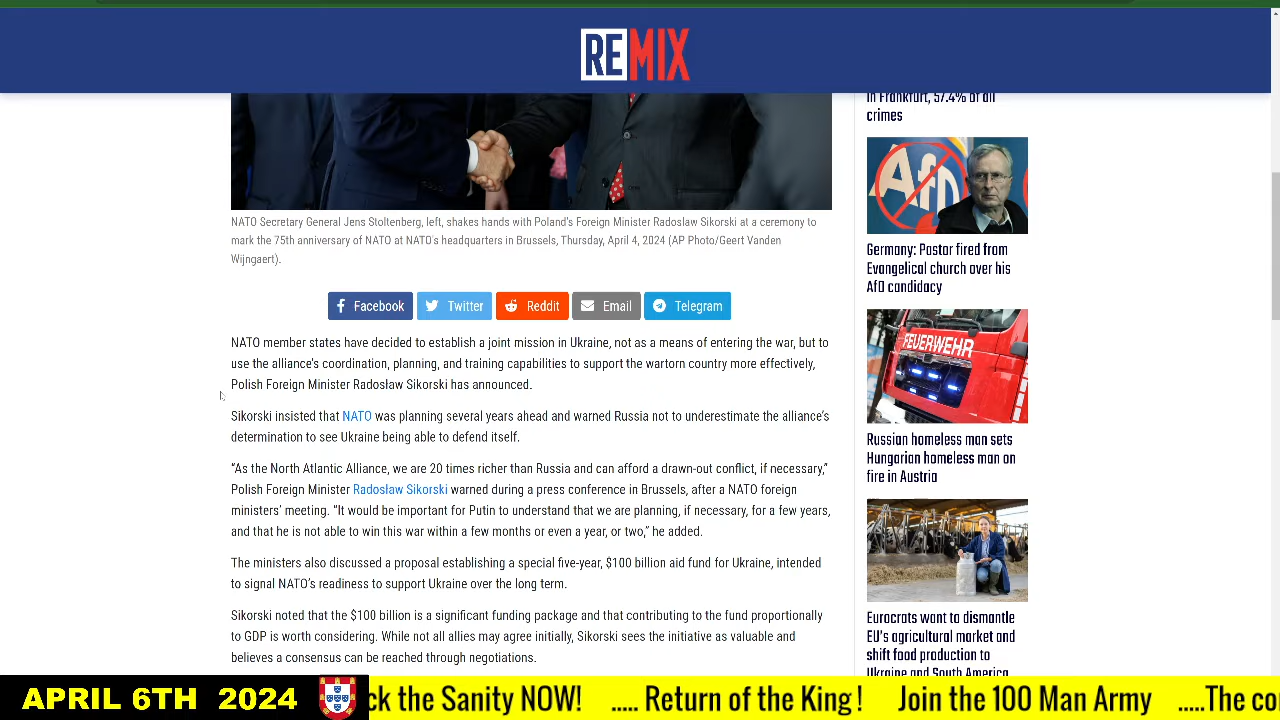 REMIX
NATO Secretary General Jens Stoltenberg, left, shakes hands with Poland's Foreign Minister Radoslaw Sikorski at a ceremony to
mark the 75th anniversary of NATO at NATO's headquarters in Brussels, Thursday, April 4, 2024 (AP Photo/Geert Vanden
Wijngaert).
Facebook Twitter Reddit Email Telegram
NATO member states have decided to establish a joint mission in Ukraine, not as a means of entering the war, but to
use the alliance's coordination, planning, and training capabilities to support the wartorn country more effectively,
Polish Foreign Minister Radosław Sikorski has announced.
Sikorski insisted that NATO was planning several years ahead and warned Russia not to underestimate the alliance's
determination to see Ukraine being able to defend itself.
“As the North Atlantic Alliance, we are 20 times richer than Russia and can afford a drawn-out conflict, if necessary,”
Polish Foreign Minister Radosław Sikorski warned during a press conference in Brussels, after a NATO foreign
ministers' meeting. “It would be important for Putin to understand that we are planning, if necessary, for a few years,
and that he is not able to win this war within a few months or even a year, or two,” he added.
The ministers also discussed a proposal establishing a special five-year, $100 billion aid fund for Ukraine, intended
to signal NATO's readiness to support Ukraine over the long term.
Sikorski noted that the $100 billion is a significant funding package and that contributing to the fund proportionally
to GDP is worth considering. While not all allies may agree initially, Sikorski sees the initiative as valuable and
believes a consensus can be reached through negotiations.
in Frankfurt, 57.4% of all
crimes
AfD
Germany: Pastor fired from
Evangelical church over his
AfD candidacy
FEUERWEHR
Russian homeless man sets
Hungarian homeless man on
fire in Austria
Eurocrats want to dismantle
EU's agricultural market and
shift food production to
Ukraine and South America
APRIL 6TH 2024
ck the Sanity NOW! ..... Return of the King! Join the 100 Man Army .....The co